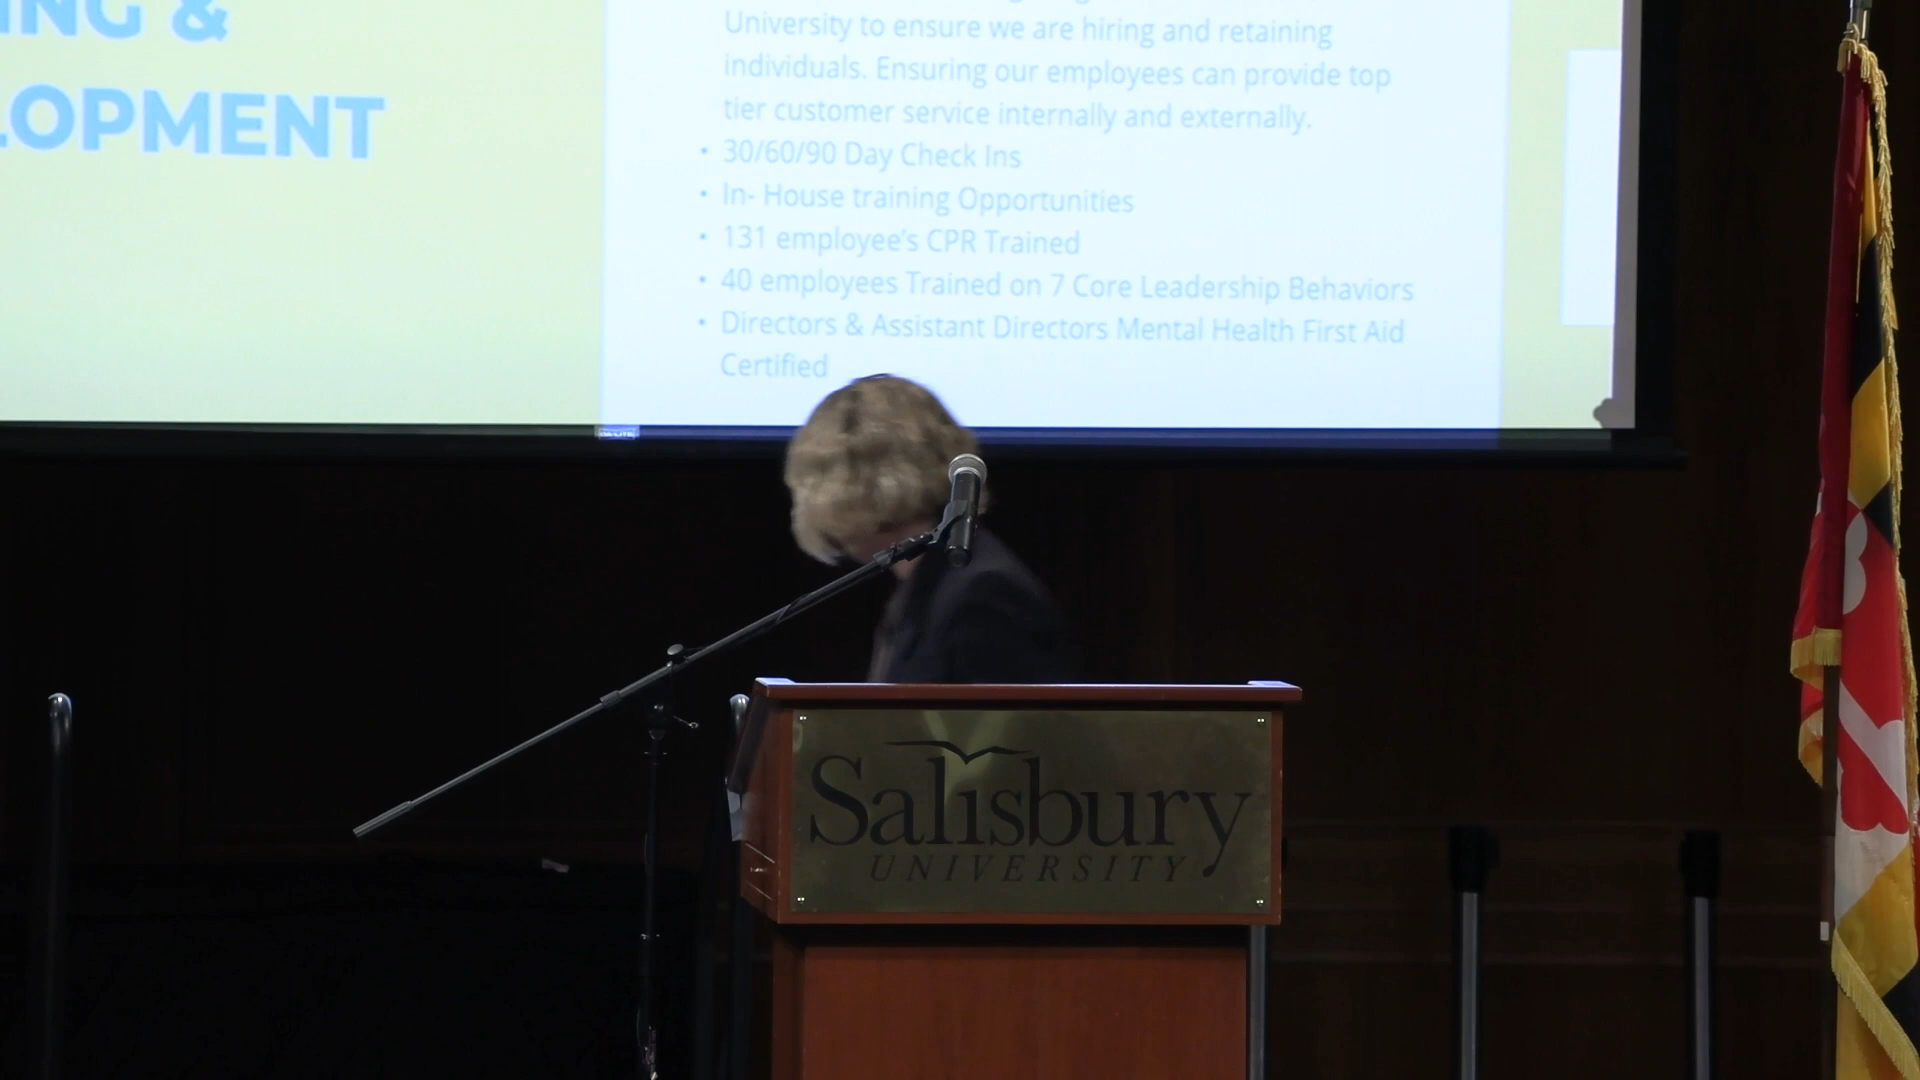 ING &
LOPMENT
University to ensure we are hiring and retaining
individuals. Ensuring our employees can provide top
tier customer service internally and externally.
• 30/60/90 Day Check Ins
• In- House training Opportunities
• 131 employee's CPR Trained
• 40 employees Trained on 7 Core Leadership Behaviors
• Directors & Assistant Directors Mental Health First Aid
Certified
Salisbury
UNIVERSITY